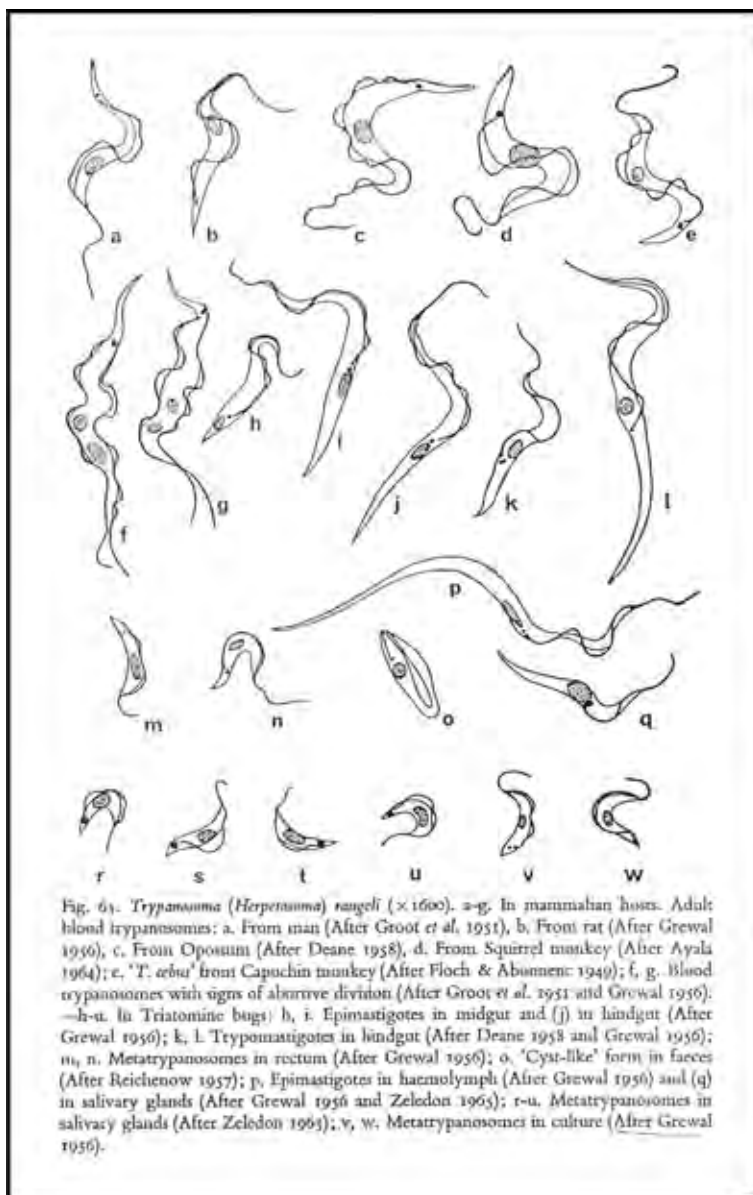 a
b
c
d
e
f
g
h
i
j
k
l
p
m
n
o
q
r
s
t
u
v
w
Fig. 63. Trypanosoma (Herpetosoma) rangeli (×1600). a-g. In mammalian hosts. Adult
blood trypanosomes: a. From man (After Groot et al. 1951), b. From rat (After Grewal
1956), c. From Opossum (After Deane 1958), d. From Squirrel monkey (After Ayala
1964); e. 'T. cebus' from Capuchin monkey (After Floch & Abonnenc 1949); f, g. Blood
trypanosomes with signs of abortive division (After Groot et al. 1951 and Grewal 1956).
—h-u. In Triatomine bugs: h, i. Epimastigotes in midgut and (j) in hindgut (After
Grewal 1956); k, l. Trypomastigotes in hindgut (After Deane 1958 and Grewal 1956);
m, n. Metatrypanosomes in rectum (After Grewal 1956); o. 'Cyst-like' form in faeces
(After Reichenow 1957); p. Epimastigotes in haemolymph (After Grewal 1956) and (q)
in salivary glands (After Grewal 1956 and Zeledon 1965); r-u. Metatrypanosomes in
salivary glands (After Zeledon 1965); v, w. Metatrypanosomes in culture (After Grewal
1956).